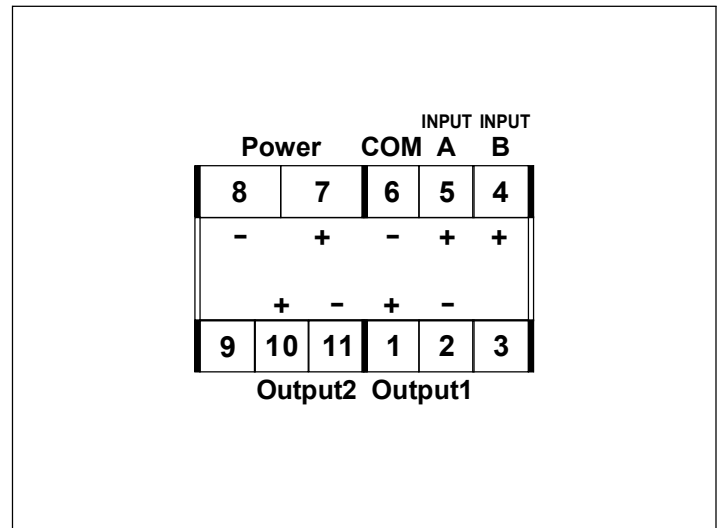 INPUT INPUT
Power COM A B
8 7 6 5 4
- + - + +
+ - + -
9 10 11 1 2 3
Output2 Output1